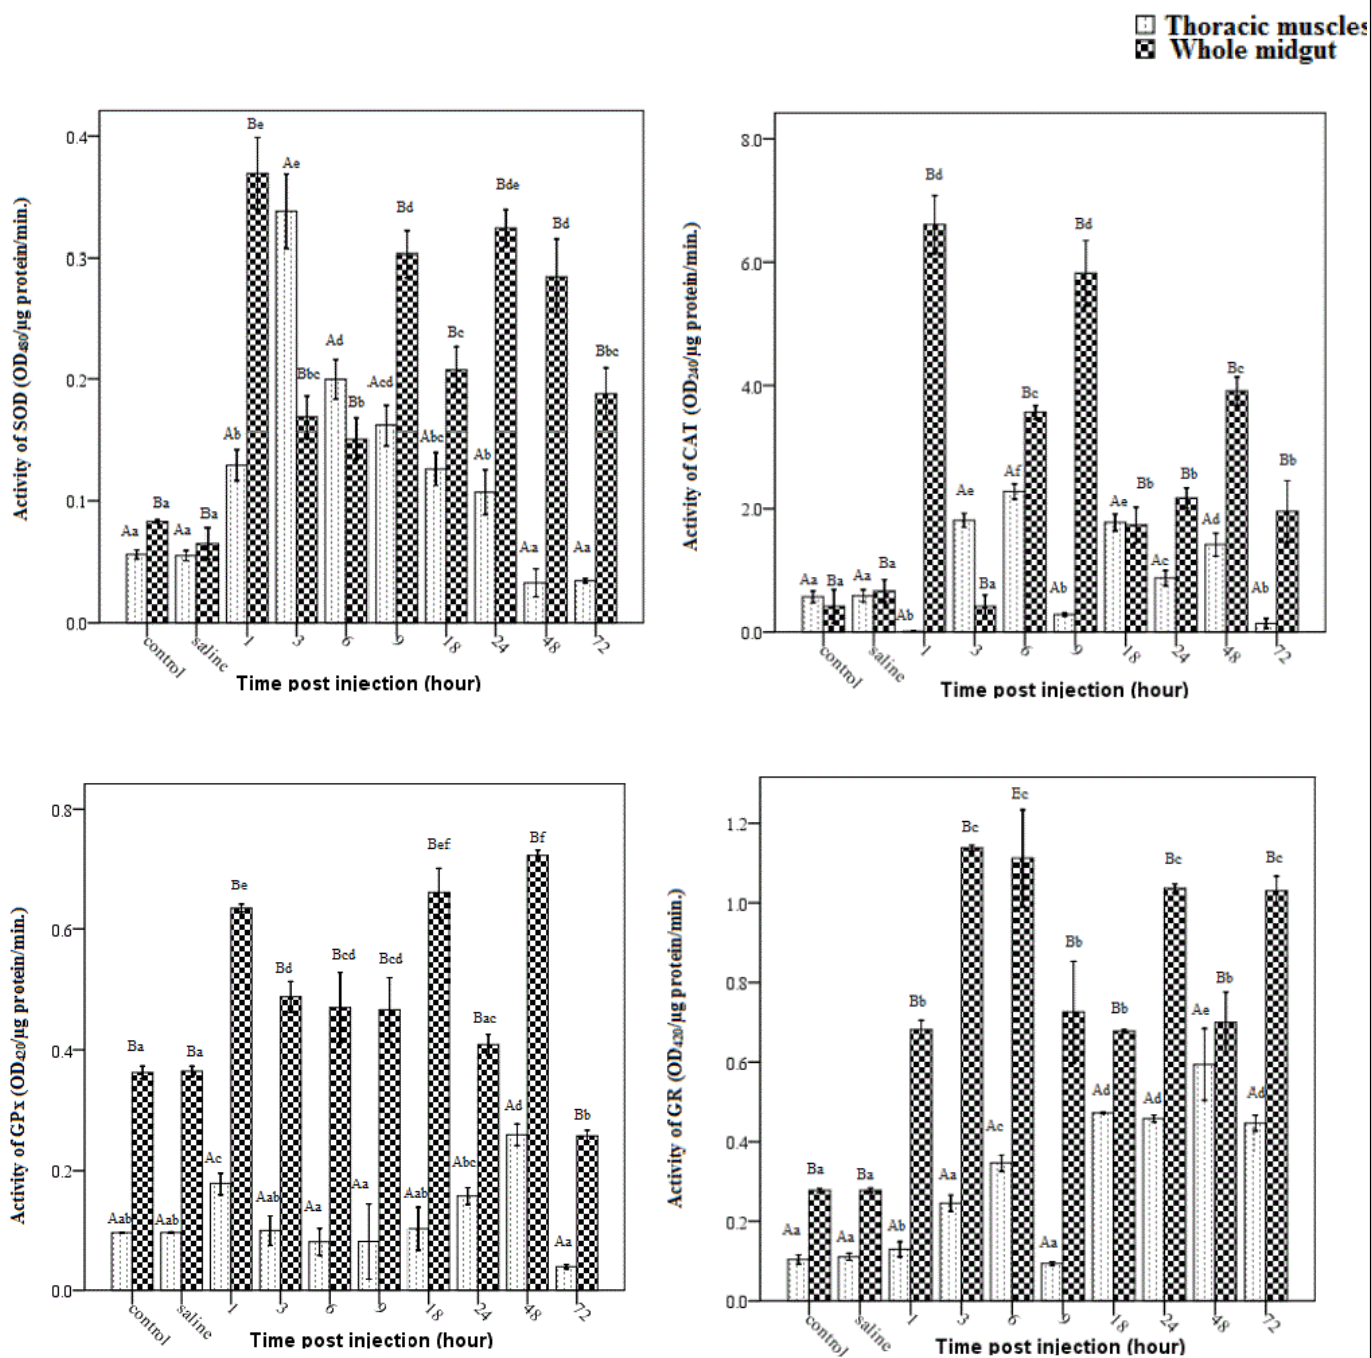 Thoracic muscles
Whole midgut
Activity of SOD (OD480/µg protein/min.)
0.4
0.3
0.2
0.1
0.0
Aa Ba Aa Ba Ab Be Ae Bbc Ad Bb Acd Bd Abc Bc Ab Bde Aa Bd Aa Bbc
control saline 1 3 6 9 18 24 48 72
Time post injection (hour)
Activity of CAT (OD240/µg protein/min.)
8.0
6.0
4.0
2.0
0.0
Aa Ba Aa Ba Ab Bd Ae Ba Af Bc Ab Bd Ae Bb Ac Bb Ad Bc Ab Bb
control saline 1 3 6 9 18 24 48 72
Time post injection (hour)
Activity of GPx (OD420/µg protein/min.)
0.8
0.6
0.4
0.2
0.0
Aab Ba Aab Ba Ac Be Aab Bd Aa Bcd Aa Bcd Aab Bef Abc Bac Ad Bf Aa Bb
control saline 1 3 6 9 18 24 48 72
Time post injection (hour)
Activity of GR (OD420/µg protein/min.)
1.2
1.0
0.8
0.6
0.4
0.2
0.0
Aa Ba Aa Ba Ab Bb Aa Bc Ac Ec Aa Bb Ad Bb Ad Bc Ae Bb Ad Bc
control saline 1 3 6 9 18 24 48 72
Time post injection (hour)